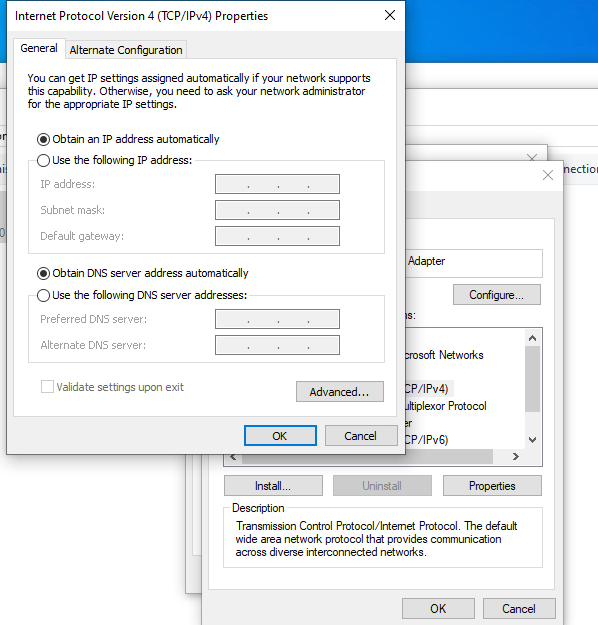 Internet Protocol Version 4 (TCP/IPv4) Properties
General
Alternate Configuration
You can get IP settings assigned automatically if your network supports
this capability. Otherwise, you need to ask your network administrator
for the appropriate IP settings.
Obtain an IP address automatically
Use the following IP address:
IP address:
Subnet mask:
Default gateway:
Obtain DNS server address automatically
Use the following DNS server addresses:
Preferred DNS server:
Alternate DNS server:
Validate settings upon exit
Advanced...
OK
Cancel
nection
Adapter
Configure...
ns:
crosoft Networks
CP/IPv4)
ultiplexor Protocol
er
CP/IPv6)
Install...
Uninstall
Properties
Description
Transmission Control Protocol/Internet Protocol. The default
wide area network protocol that provides communication
across diverse interconnected networks.
OK
Cancel